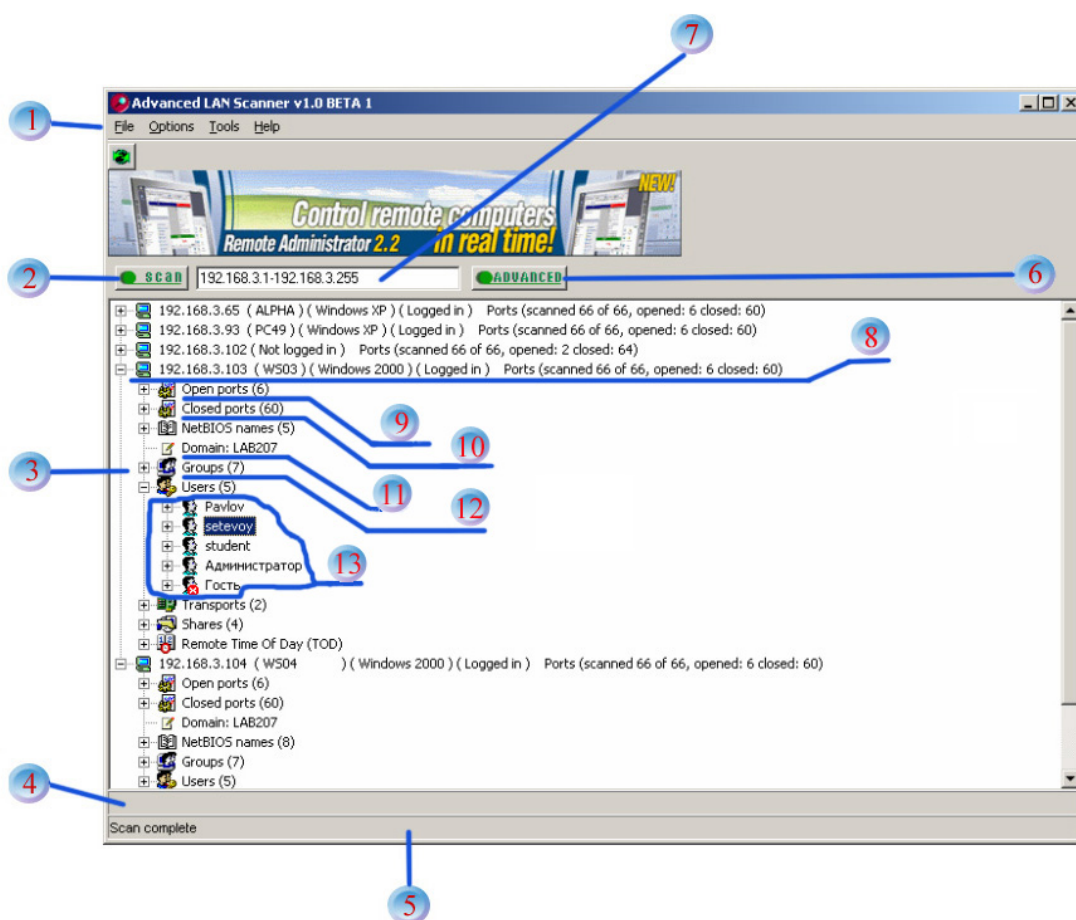 7
Advanced LAN Scanner v1.0 BETA 1
1
File Options Tools Help
NEW!
Control remote computers
Remote Administrator 2.2 in real time!
2
scan
192.168.3.1-192.168.3.255
ADVANCED
6
192.168.3.65 ( ALPHA ) ( Windows XP ) ( Logged in ) Ports (scanned 66 of 66, opened: 6 closed: 60)
192.168.3.93 ( PC49 ) ( Windows XP ) ( Logged in ) Ports (scanned 66 of 66, opened: 6 closed: 60)
8
192.168.3.102 ( Not logged in ) Ports (scanned 66 of 66, opened: 2 closed: 64)
192.168.3.103 ( WS03 ) ( Windows 2000 ) ( Logged in ) Ports (scanned 66 of 66, opened: 6 closed: 60)
Open ports (6)
Closed ports (60)
9
NetBIOS names (5)
10
Domain: LAB207
3
Groups (7)
11
Users (5)
12
Pavlov
setevoy
student
Администратор
13
Гость
Transports (2)
Shares (4)
Remote Time Of Day (TOD)
192.168.3.104 ( WS04 ) ( Windows 2000 ) ( Logged in ) Ports (scanned 66 of 66, opened: 6 closed: 60)
Open ports (6)
Closed ports (60)
Domain: LAB207
NetBIOS names (8)
Groups (7)
4
Users (5)
Scan complete
5